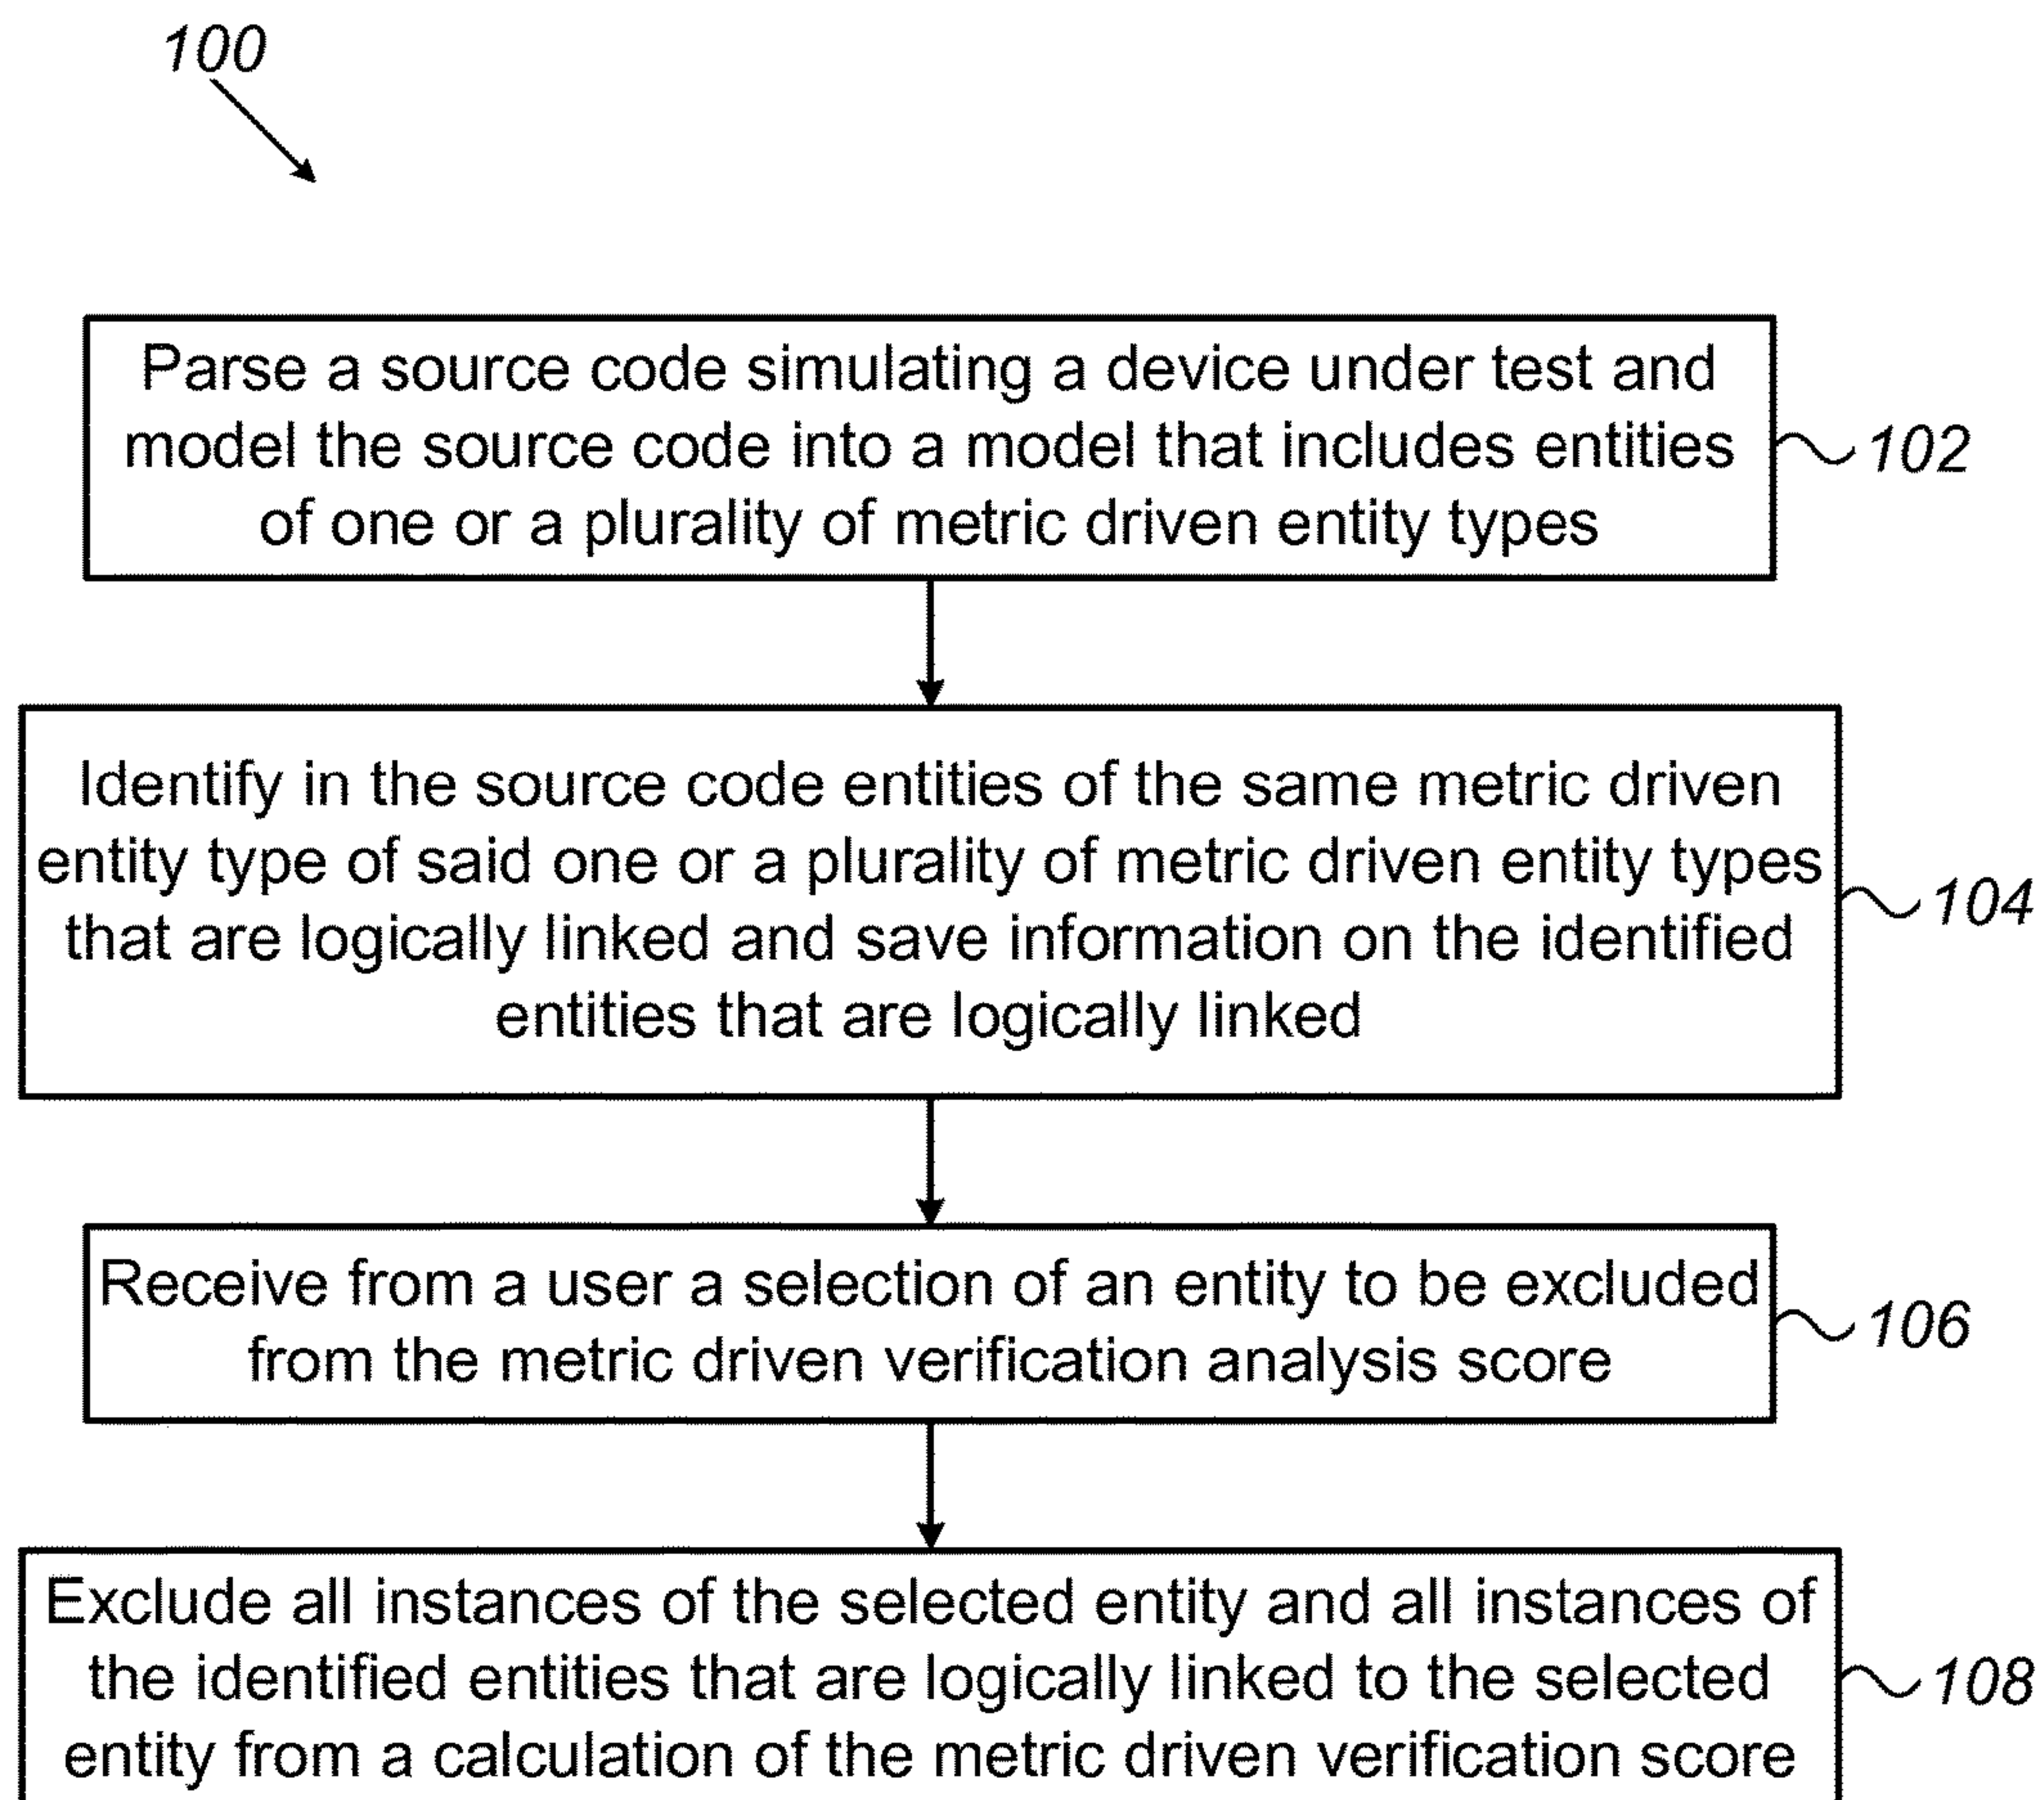 100
Parse a source code simulating a device under test and
model the source code into a model that includes entities
of one or a plurality of metric driven entity types
102
Identify in the source code entities of the same metric driven
entity type of said one or a plurality of metric driven entity types
that are logically linked and save information on the identified
entities that are logically linked
104
Receive from a user a selection of an entity to be excluded
from the metric driven verification analysis score
106
Exclude all instances of the selected entity and all instances of
the identified entities that are logically linked to the selected
entity from a calculation of the metric driven verification score
108